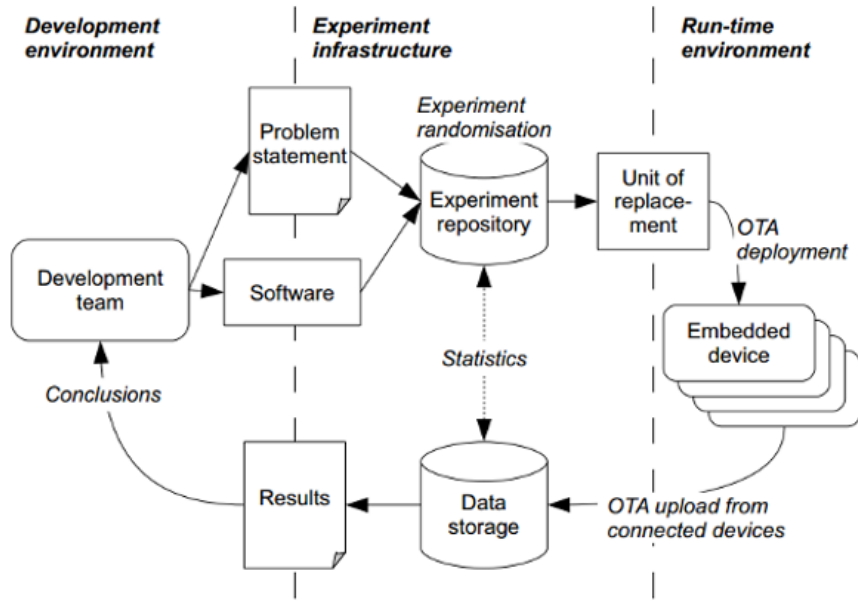 Development
environment
Experiment
infrastructure
Run-time
environment
Problem
statement
Experiment
randomisation
Experiment
repository
Unit of
replace-
ment
OTA
deployment
Development
team
Software
Embedded
device
Statistics
Conclusions
Results
Data
storage
OTA upload from
connected devices